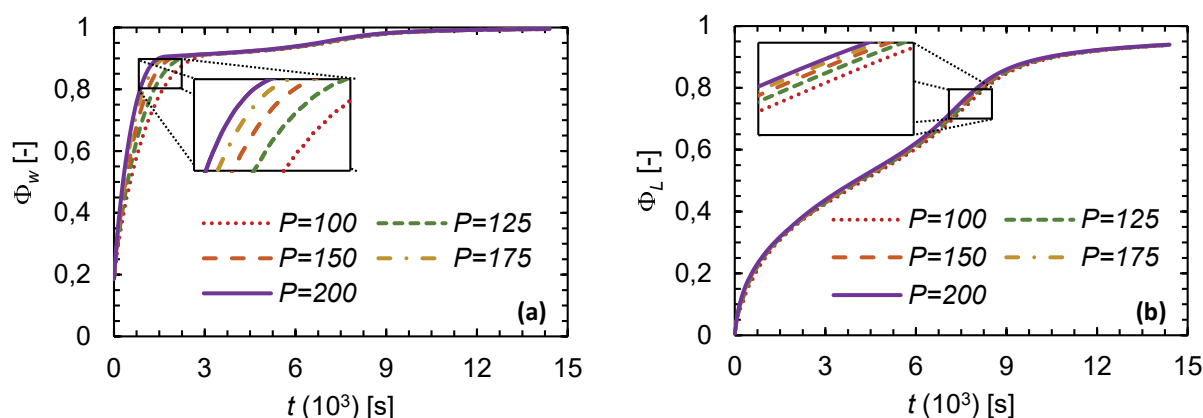 1
0,8
0,6
0,4
0,2
0
Φw [-]
P=100
P=125
P=150
P=175
P=200
(a)
0 3 6 9 12 15
t (10³) [s]
1
0,8
0,6
0,4
0,2
0
ΦL [-]
P=100
P=125
P=150
P=175
P=200
(b)
0 3 6 9 12 15
t (10³) [s]